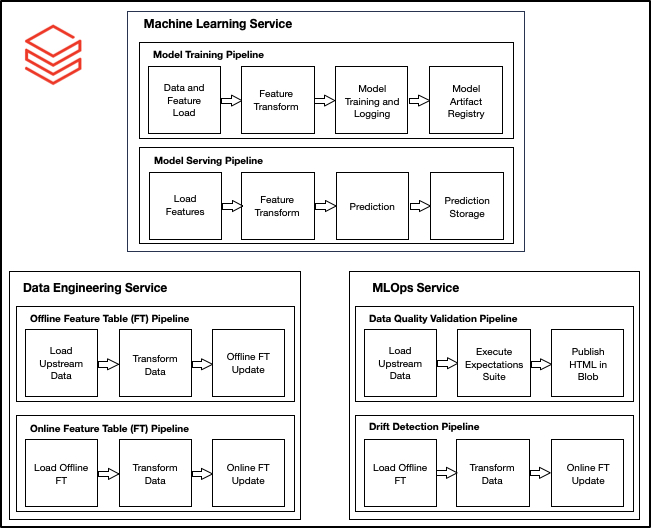 Machine Learning Service
Model Training Pipeline
Data and
Feature
Load
Feature
Transform
Model
Training and
Logging
Model
Artifact
Registry
Model Serving Pipeline
Load
Features
Feature
Transform
Prediction
Prediction
Storage
Data Engineering Service
Offline Feature Table (FT) Pipeline
Load
Upstream
Data
Transform
Data
Offline FT
Update
Online Feature Table (FT) Pipeline
Load Offline
FT
Transform
Data
Online FT
Update
MLOps Service
Data Quality Validation Pipeline
Load
Upstream
Data
Execute
Expectations
Suite
Publish
HTML in
Blob
Drift Detection Pipeline
Load Offline
FT
Transform
Data
Online FT
Update